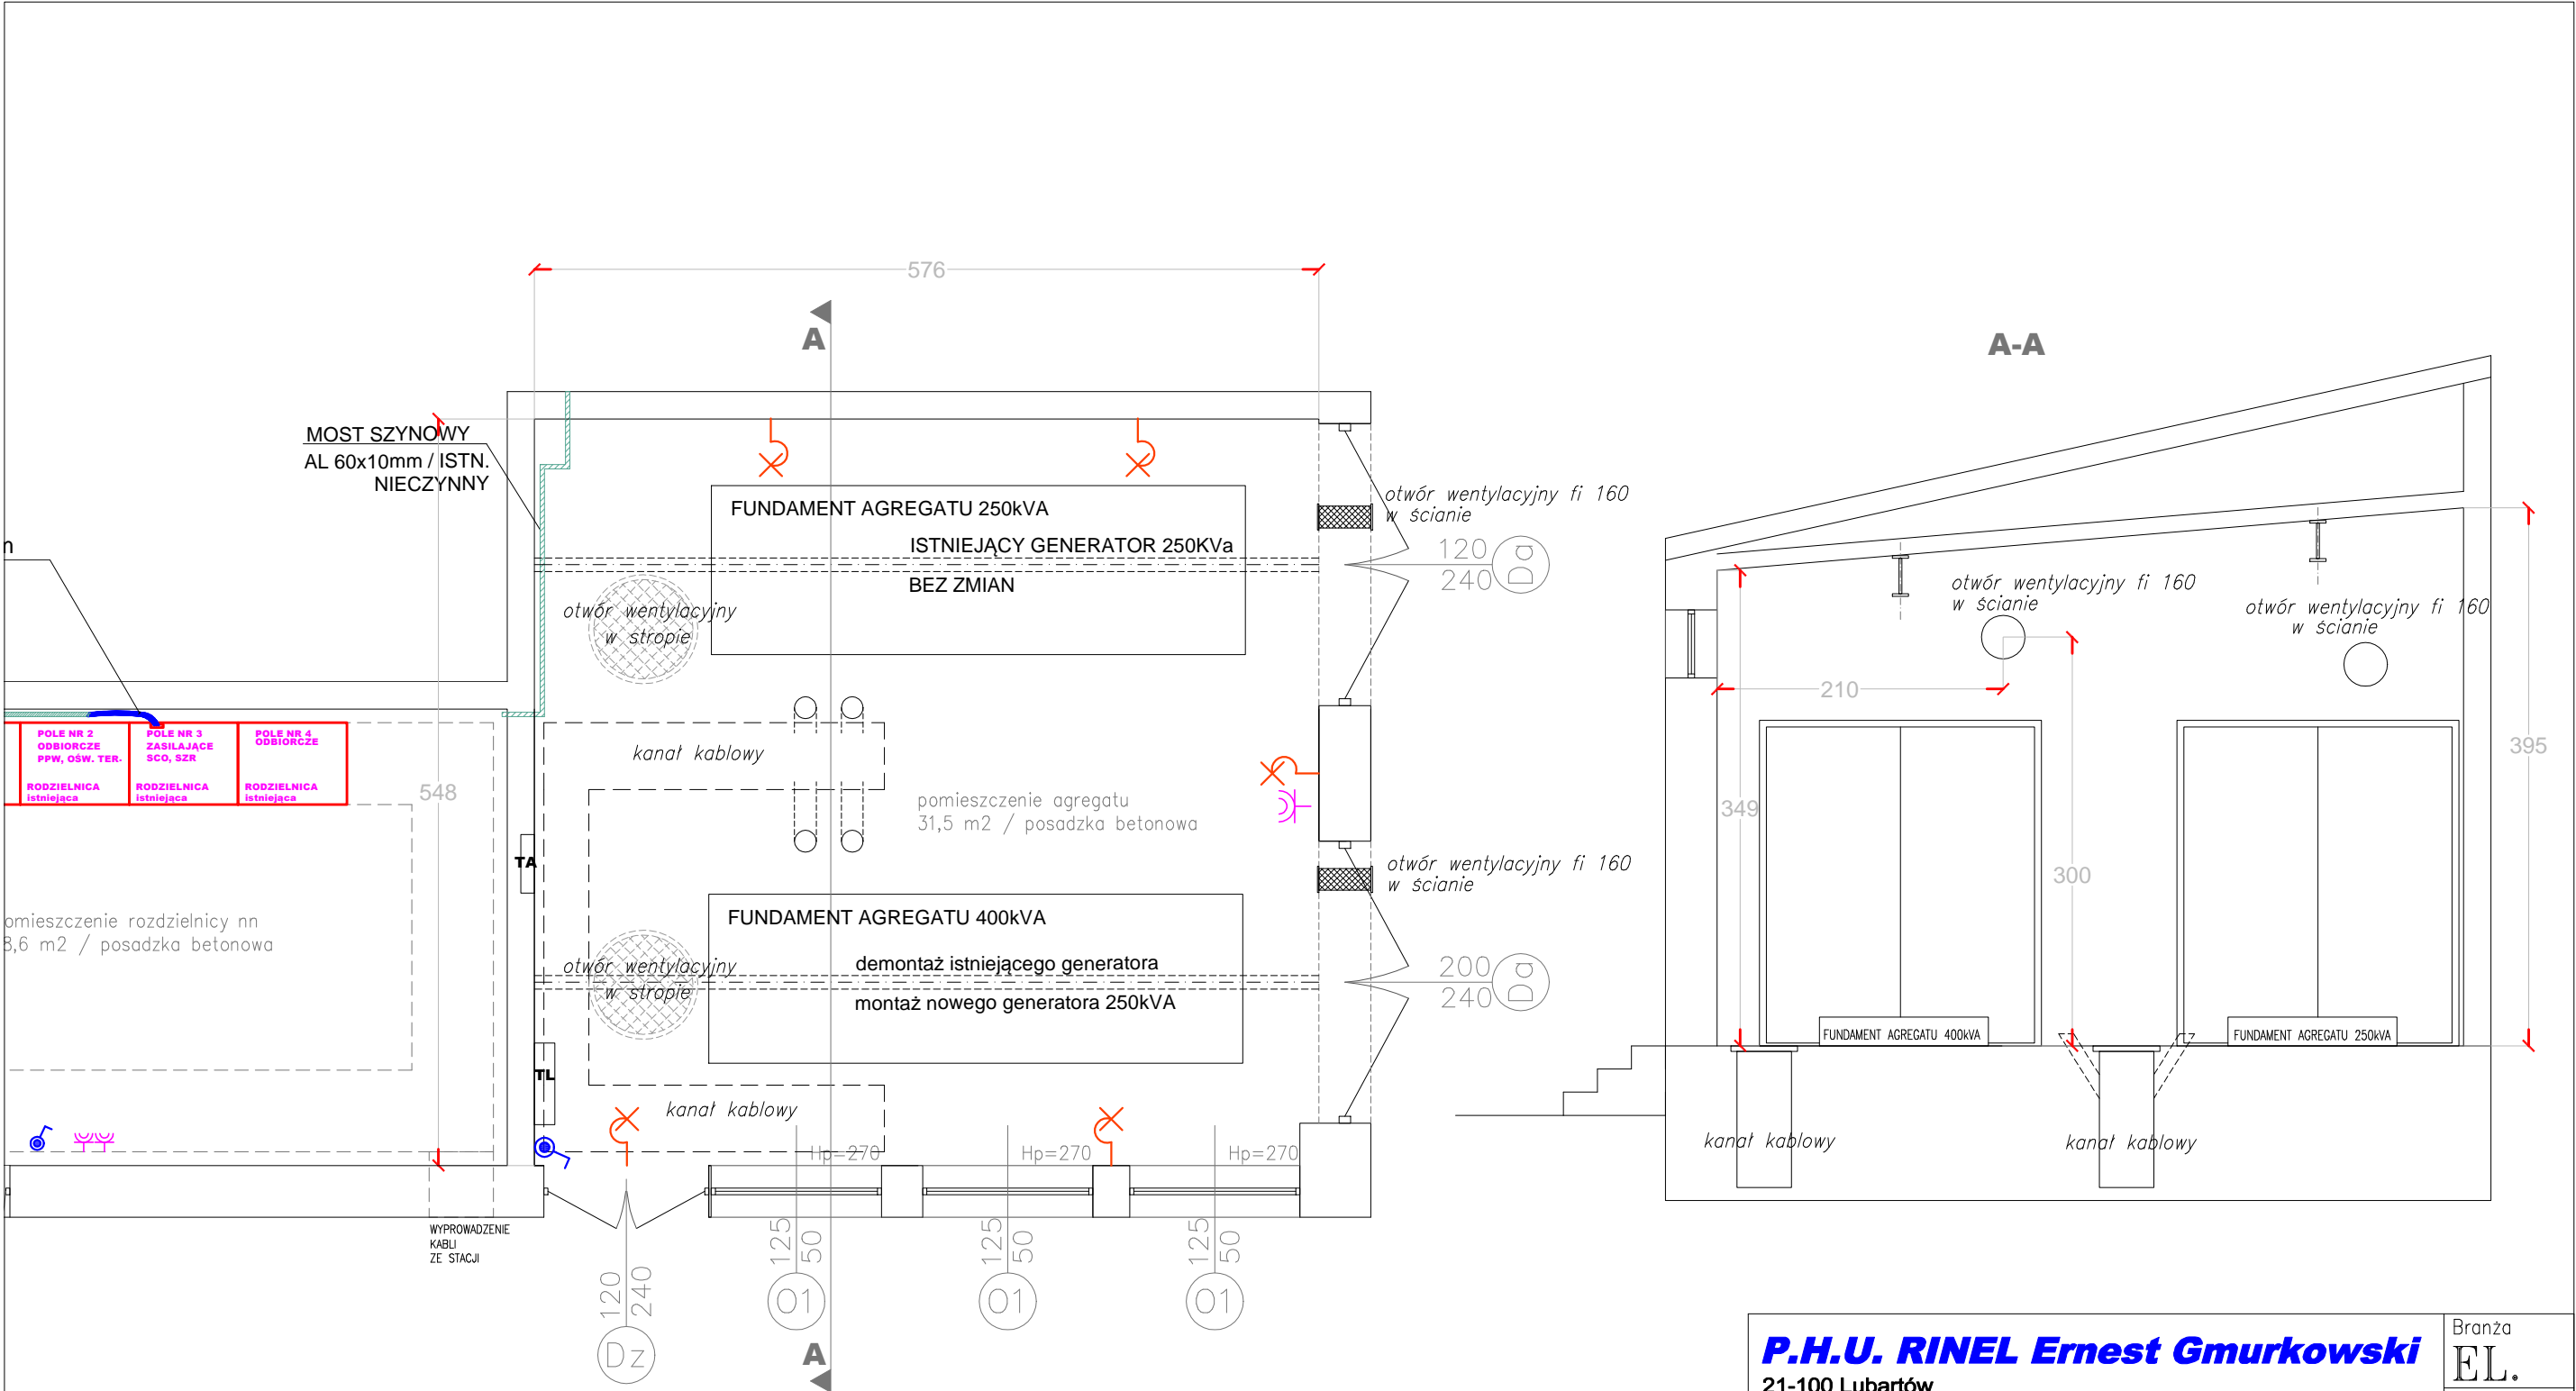 576
A
A-A
MOST SZYNOWY
AL 60x10mm / ISTN.
NIECZYNNY
n
FUNDAMENT AGREGATU 250kVA
ISTNIEJĄCY GENERATOR 250KVa
BEZ ZMIAN
otwór wentylacyjny fi 160
w ścianie
120
240
Da
otwór wentylacyjny
w stropie
POLE NR 2
ODBIORCZE
PPW, OŚW. TER.
RODZIELNICA
istniejąca
POLE NR 3
ZASILAJĄCE
SCO, SZR
RODZIELNICA
istniejąca
POLE NR 4
ODBIORCZE
RODZIELNICA
istniejąca
548
kanał kablowy
pomieszczenie agregatu
31,5 m2 / posadzka betonowa
TA
otwór wentylacyjny fi 160
w ścianie
omieszczenie rozdzielnicy nn
8,6 m2 / posadzka betonowa
FUNDAMENT AGREGATU 400kVA
demontaż istniejącego generatora
montaż nowego generatora 250kVA
otwór wentylacyjny
w stropie
200
240
Da
TL
kanał kablowy
Hp=270
Hp=270
Hp=270
WYPROWADZENIE
KABLI
ZE STACJI
120
240
Dz
125
50
O1
125
50
O1
125
50
O1
A
otwór wentylacyjny fi 160
w ścianie
otwór wentylacyjny fi 160
w ścianie
210
395
349
300
FUNDAMENT AGREGATU 400kVA
FUNDAMENT AGREGATU 250kVA
kanał kablowy
kanał kablowy
P.H.U. RINEL Ernest Gmurkowski
21-100 Lubartów
Branża
EL.